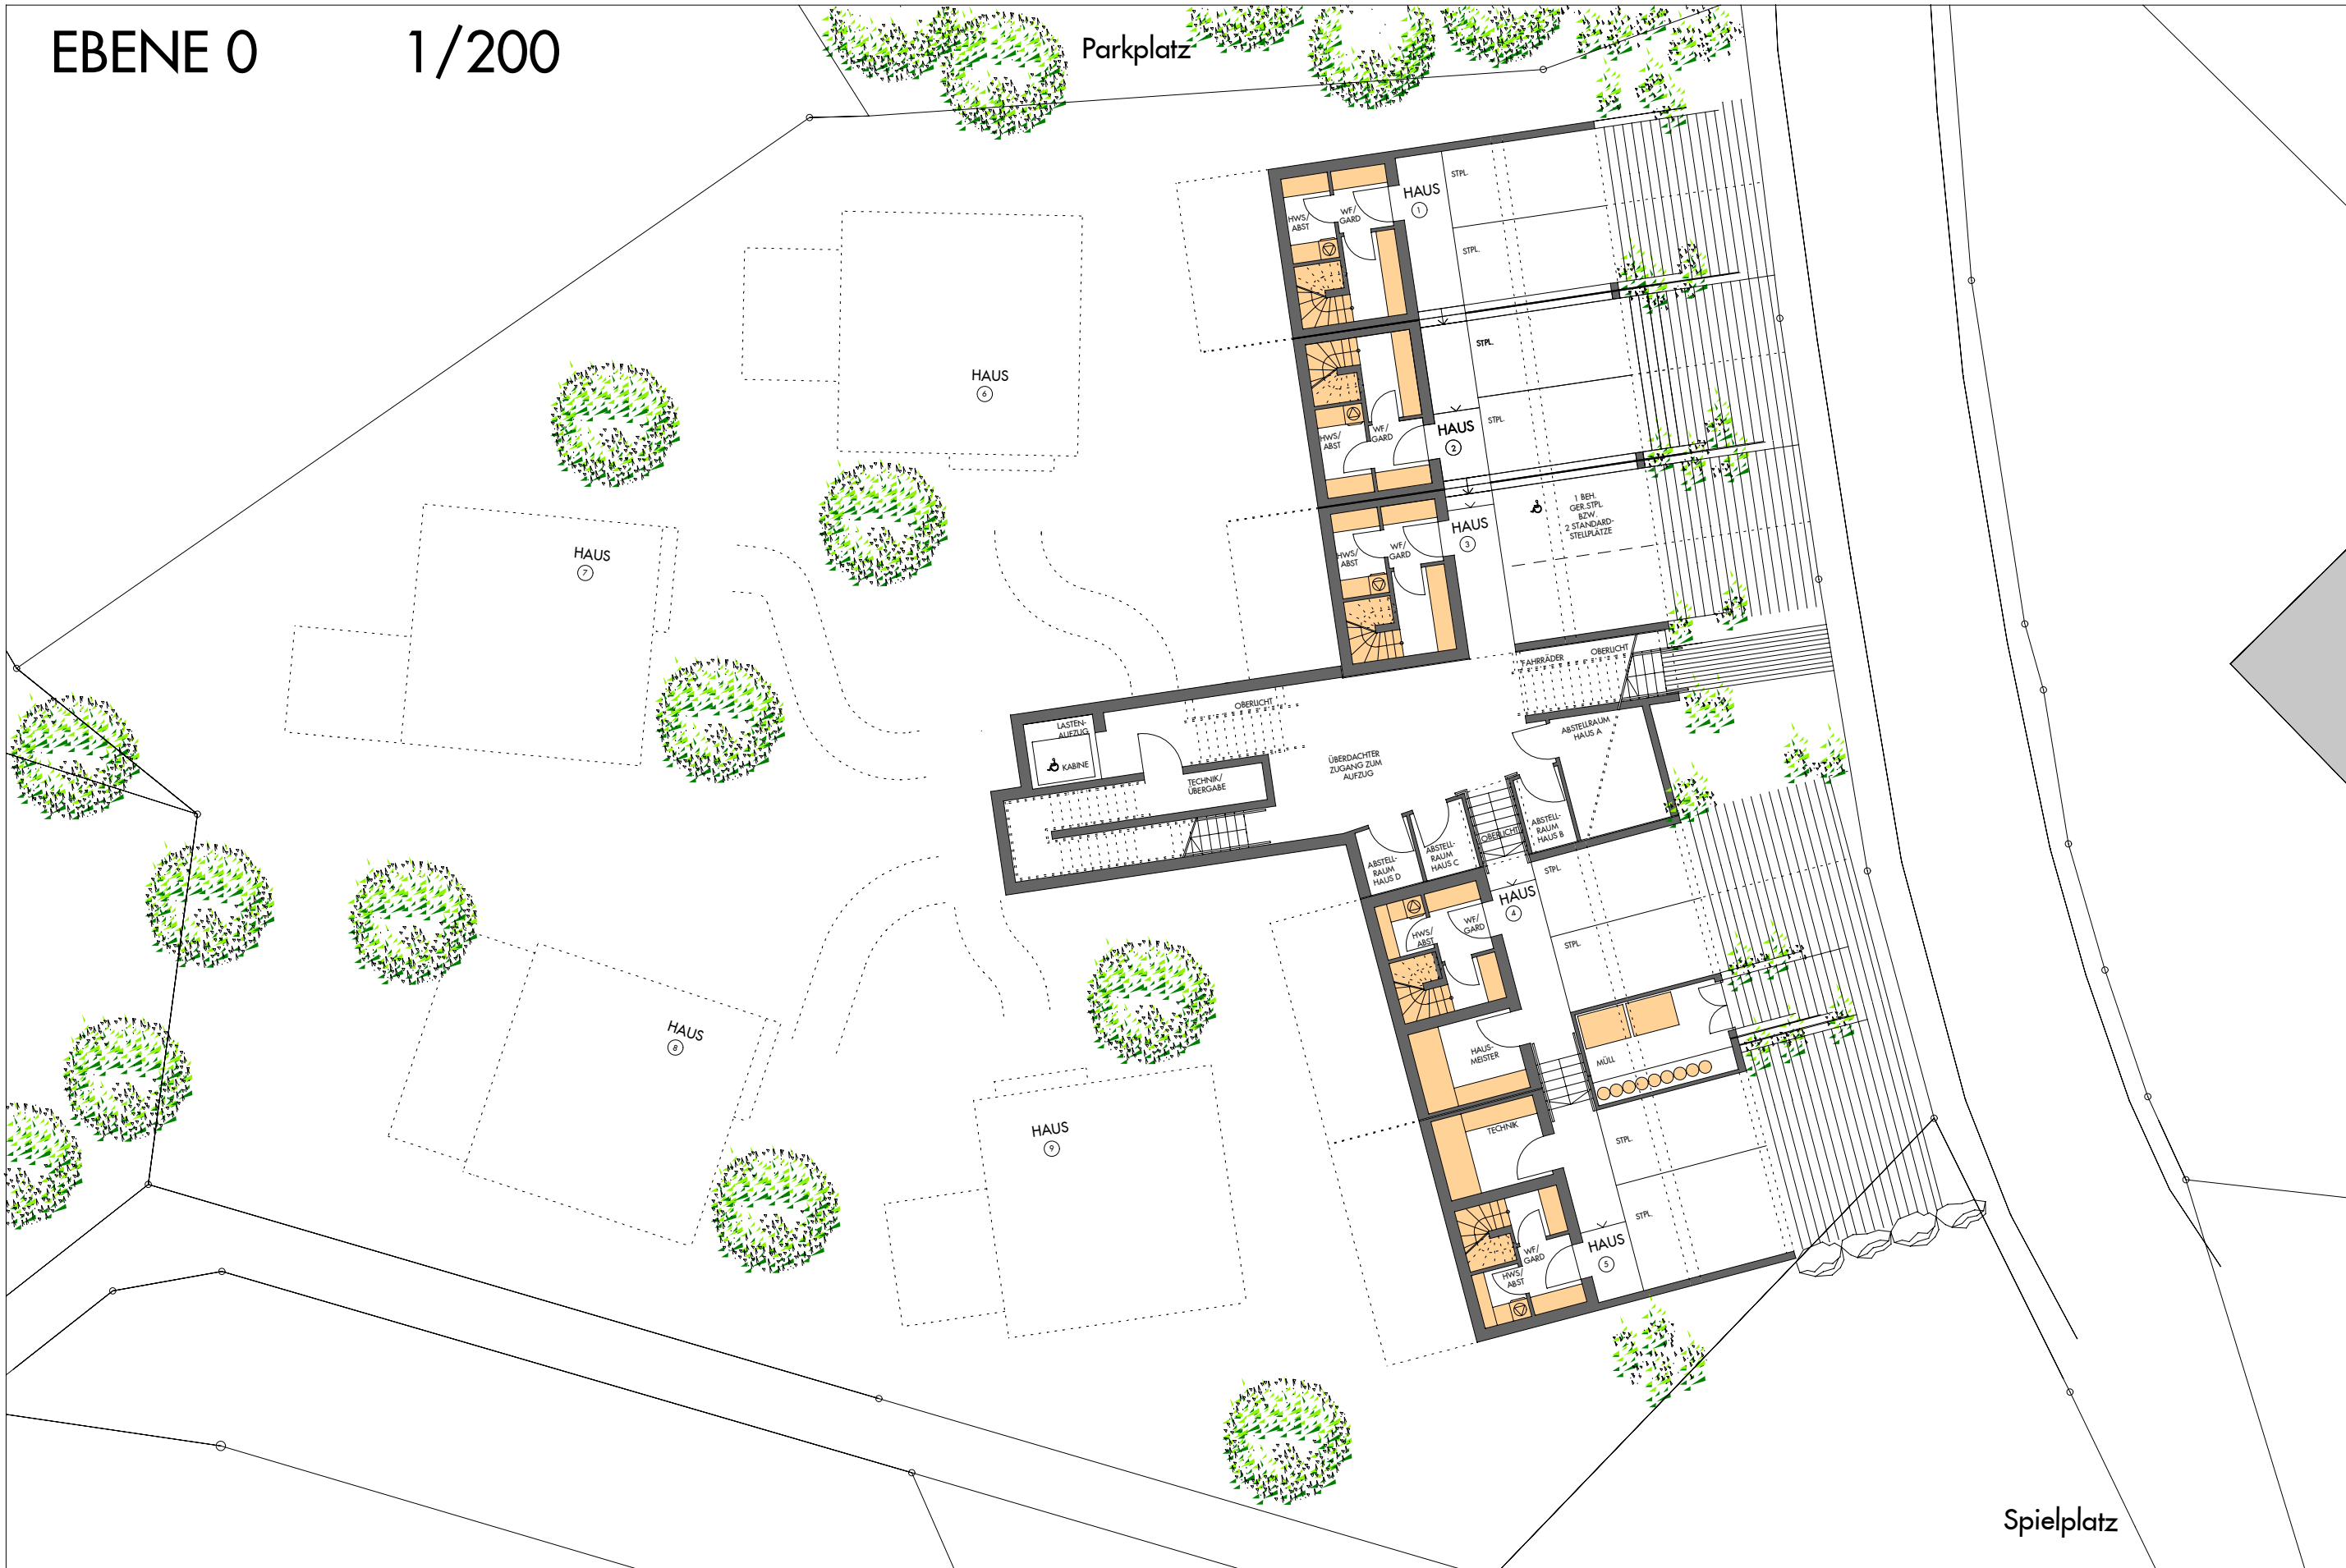 EBENE 0 1/200
Parkplatz
STPL.
HAUS
1
HWS/
ABST
WF/
GARD
STPL.
STPL.
HAUS
6
STPL.
HAUS
2
HWS/
ABST
WF/
GARD
1 BEH.
GER.STPL.
BZW.
2 STANDARD-
STELLPLÄTZE
HAUS
3
HWS/
ABST
WF/
GARD
HAUS
7
FAHRRÄDER
OBERLICHT
OBERLICHT
LASTEN-
AUFZUG
KABINE
TECHNIK/
ÜBERGABE
ÜBERDACHTER
ZUGANG ZUM
AUFZUG
ABSTELLRAUM
HAUS A
ABSTELL-
RAUM
HAUS B
OBERLICHT
ABSTELL-
RAUM
HAUS C
ABSTELL-
RAUM
HAUS D
STPL.
HAUS
4
WF/
GARD
HWS/
ABST
STPL.
HAUS
8
HAUS-
MEISTER
MÜLL
HAUS
9
TECHNIK
STPL.
STPL.
HAUS
5
WF/
GARD
HWS/
ABST
Spielplatz